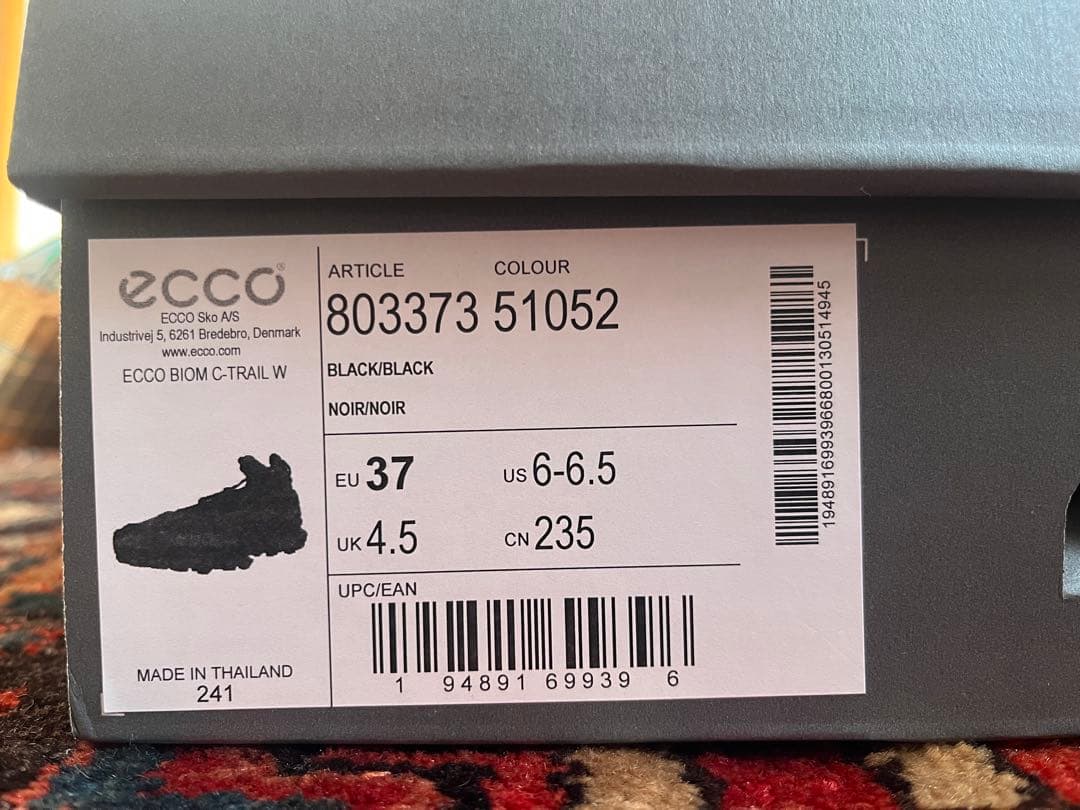 ecco®
ECCO Sko A/S
Industrivej 5, 6261 Bredebro, Denmark
www.ecco.com
ECCO BIOM C-TRAIL W
MADE IN THAILAND
241
ARTICLE COLOUR
803373 51052
BLACK/BLACK
NOIR/NOIR
EU 37 US 6-6.5
UK 4.5 CN 235
UPC/EAN
1 94891 69939 6
1948916993966800130514945